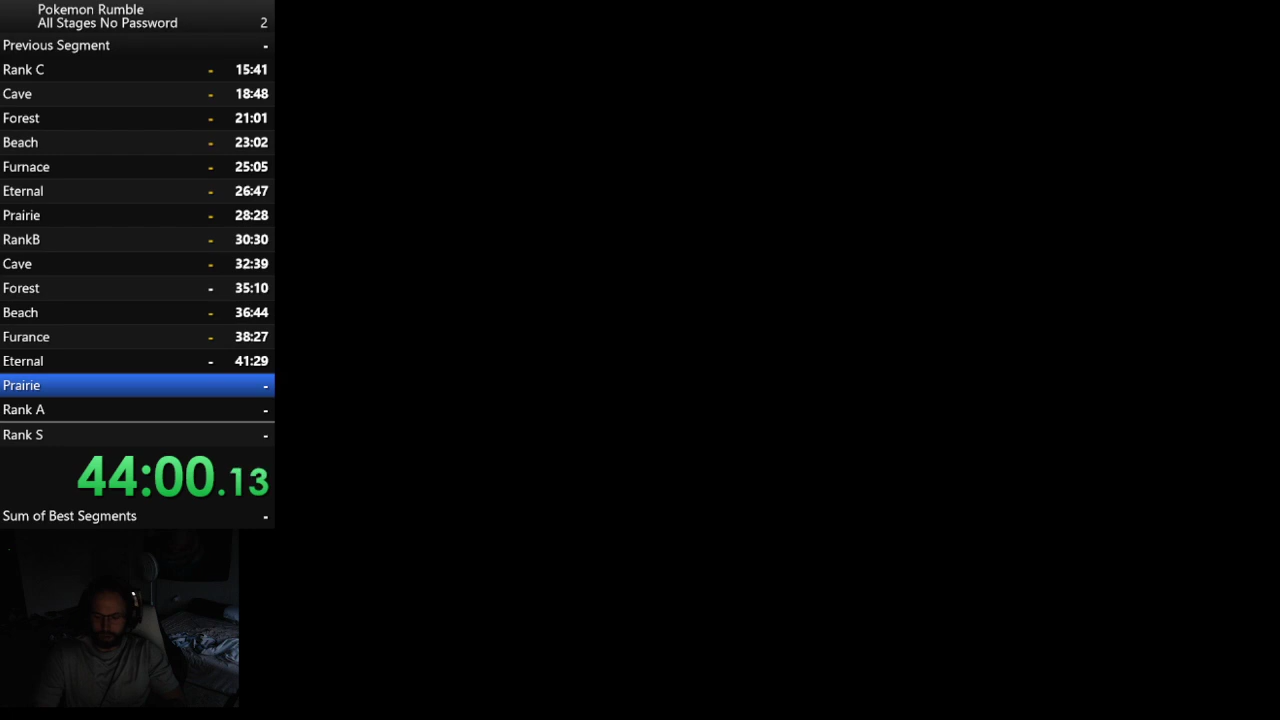 Pokemon Rumble
All Stages No Password 2
Previous Segment -
Rank C - 15:41
Cave - 18:48
Forest - 21:01
Beach - 23:02
Furnace - 25:05
Eternal - 26:47
Prairie - 28:28
RankB - 30:30
Cave - 32:39
Forest - 35:10
Beach - 36:44
Furance - 38:27
Eternal - 41:29
Prairie -
Rank A -
Rank S -
44:00.13
Sum of Best Segments -